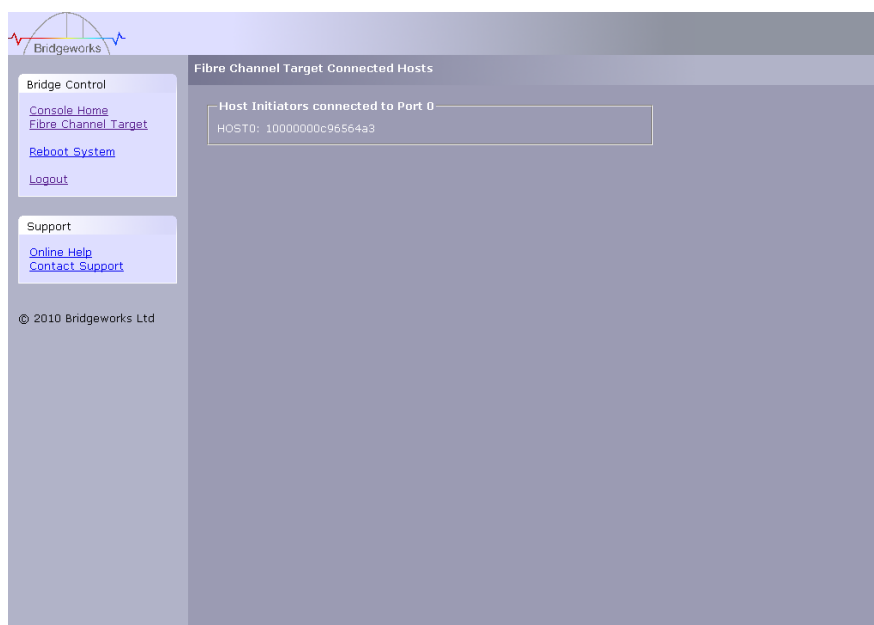 Bridgeworks
Fibre Channel Target Connected Hosts
Bridge Control
Console Home
Fibre Channel Target
Reboot System
Logout
Support
Online Help
Contact Support
© 2010 Bridgeworks Ltd
Host Initiators connected to Port 0
HOST0: 10000000c96564a3